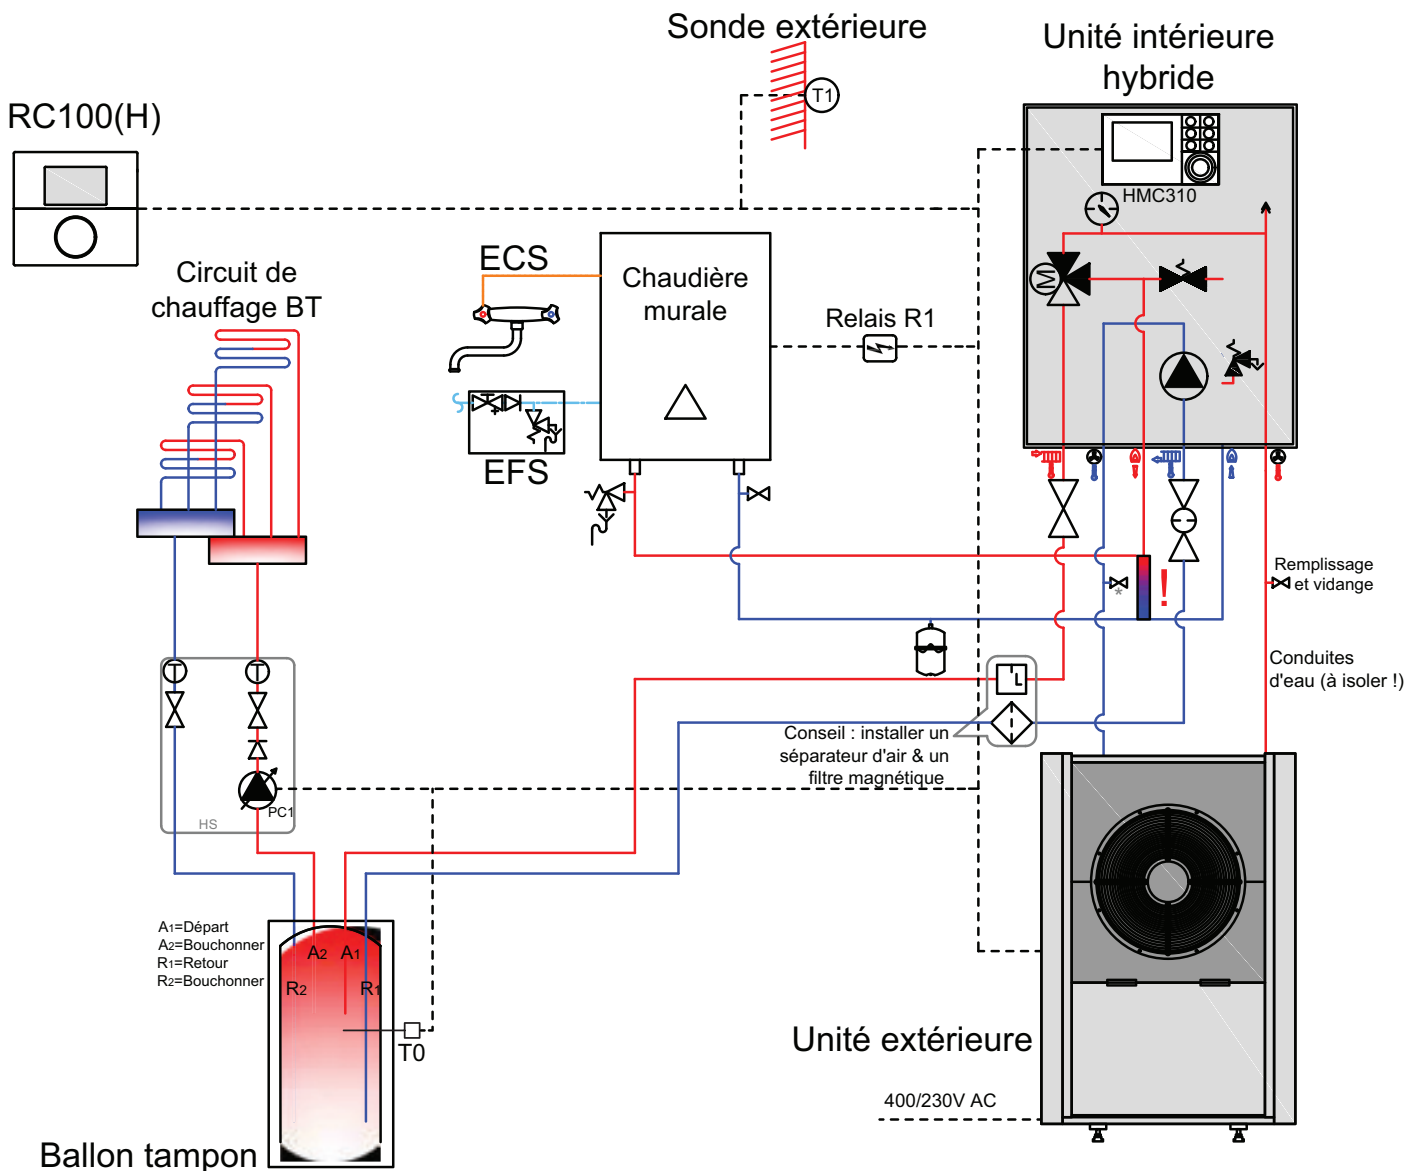 Sonde extérieure
Unité intérieure
hybride
RC100(H)
T1
HMC310
M
Circuit de
chauffage BT
ECS
Chaudière
murale
Relais R1
EFS
Remplissage
et vidange
*
!
Conduites
d'eau (à isoler !)
T
T
L
Conseil : installer un
séparateur d'air & un
filtre magnétique
PC1
HS
A1=Départ
A2=Bouchonner
R1=Retour
R2=Bouchonner
A2
A1
R2
R1
T0
Unité extérieure
400/230V AC
Ballon tampon